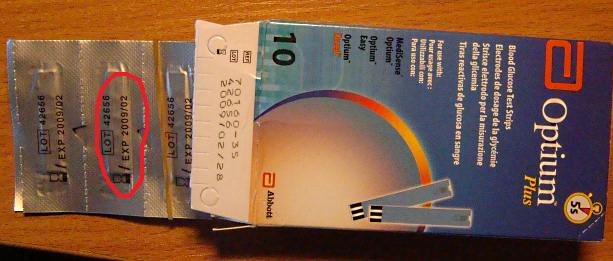 LOT 42656
EXP 2009/02
LOT 42656
EXP 2009/02
LOT 42656
EXP 2009/02
REF
LOT
70160-35
42656
2009/02/28
10
For use with:
Pour usage avec:
Utilizzabili con:
Para uso con:
MediSense
Optium
Optium
Easy
Optium
Blood Glucose Test Strips
Electrodes de dosage de la glycémie
Strisce elettrodo per la misurazione
della glicemia
Tiras reactivas de glucosa en sangre
Optium
Plus
5s
Abbott